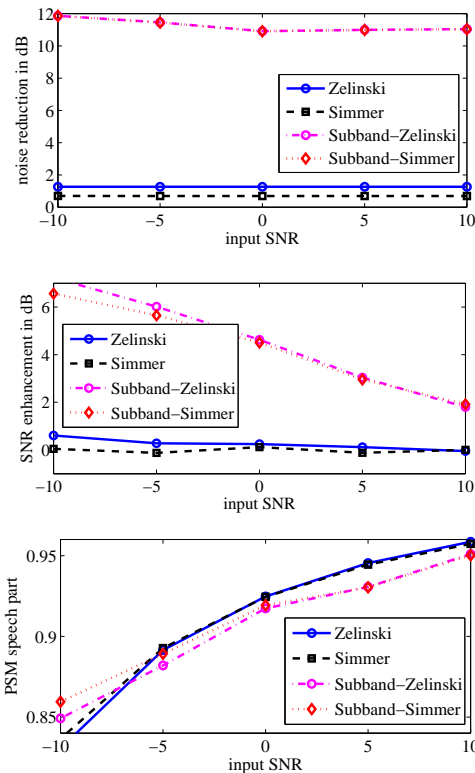 12
10
8
6
4
2
0
noise reduction in dB
Zelinski
Simmer
Subband−Zelinski
Subband−Simmer
−10
−5
0
5
10
input SNR
6
4
2
0
SNR enhancement in dB
Zelinski
Simmer
Subband−Zelinski
Subband−Simmer
−10
−5
0
5
10
input SNR
0.95
0.9
0.85
PSM speech part
Zelinski
Simmer
Subband−Zelinski
Subband−Simmer
−10
−5
0
5
10
input SNR